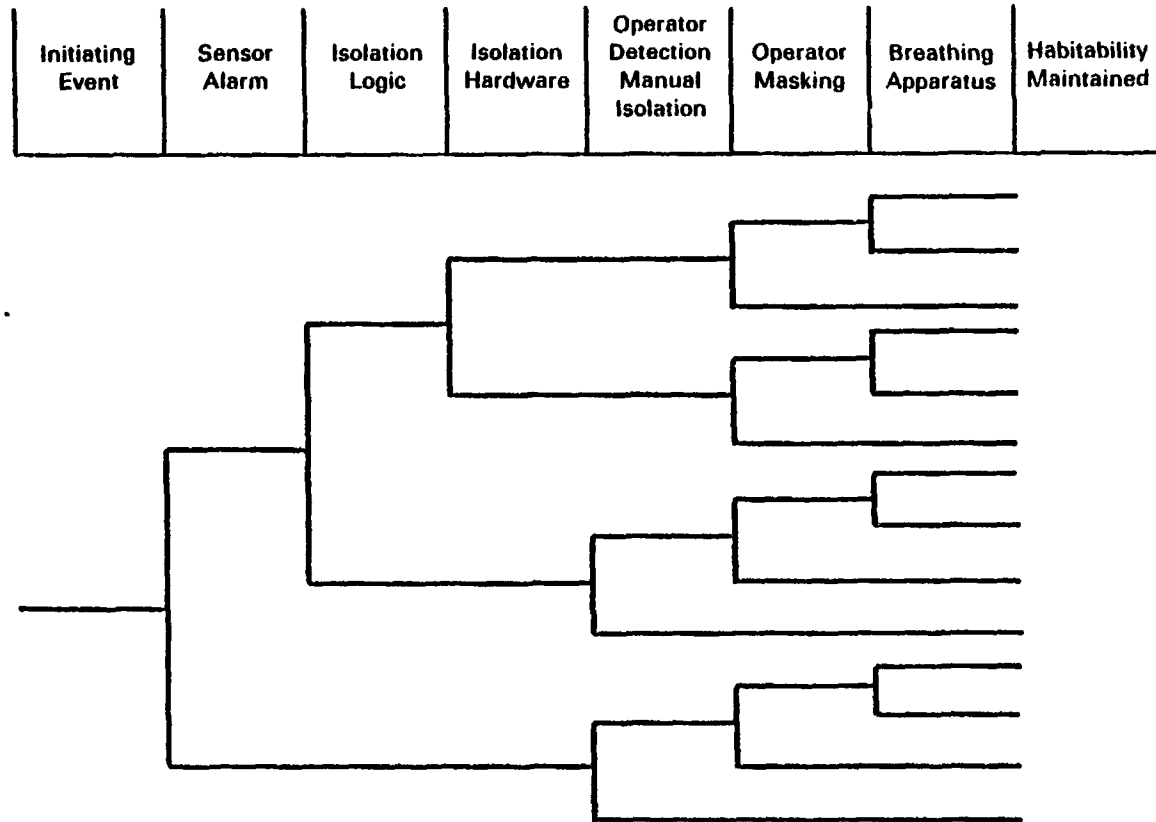 Initiating
Event
Sensor
Alarm
Isolation
Logic
Isolation
Hardware
Operator
Detection
Manual
Isolation
Operator
Masking
Breathing
Apparatus
Habitability
Maintained